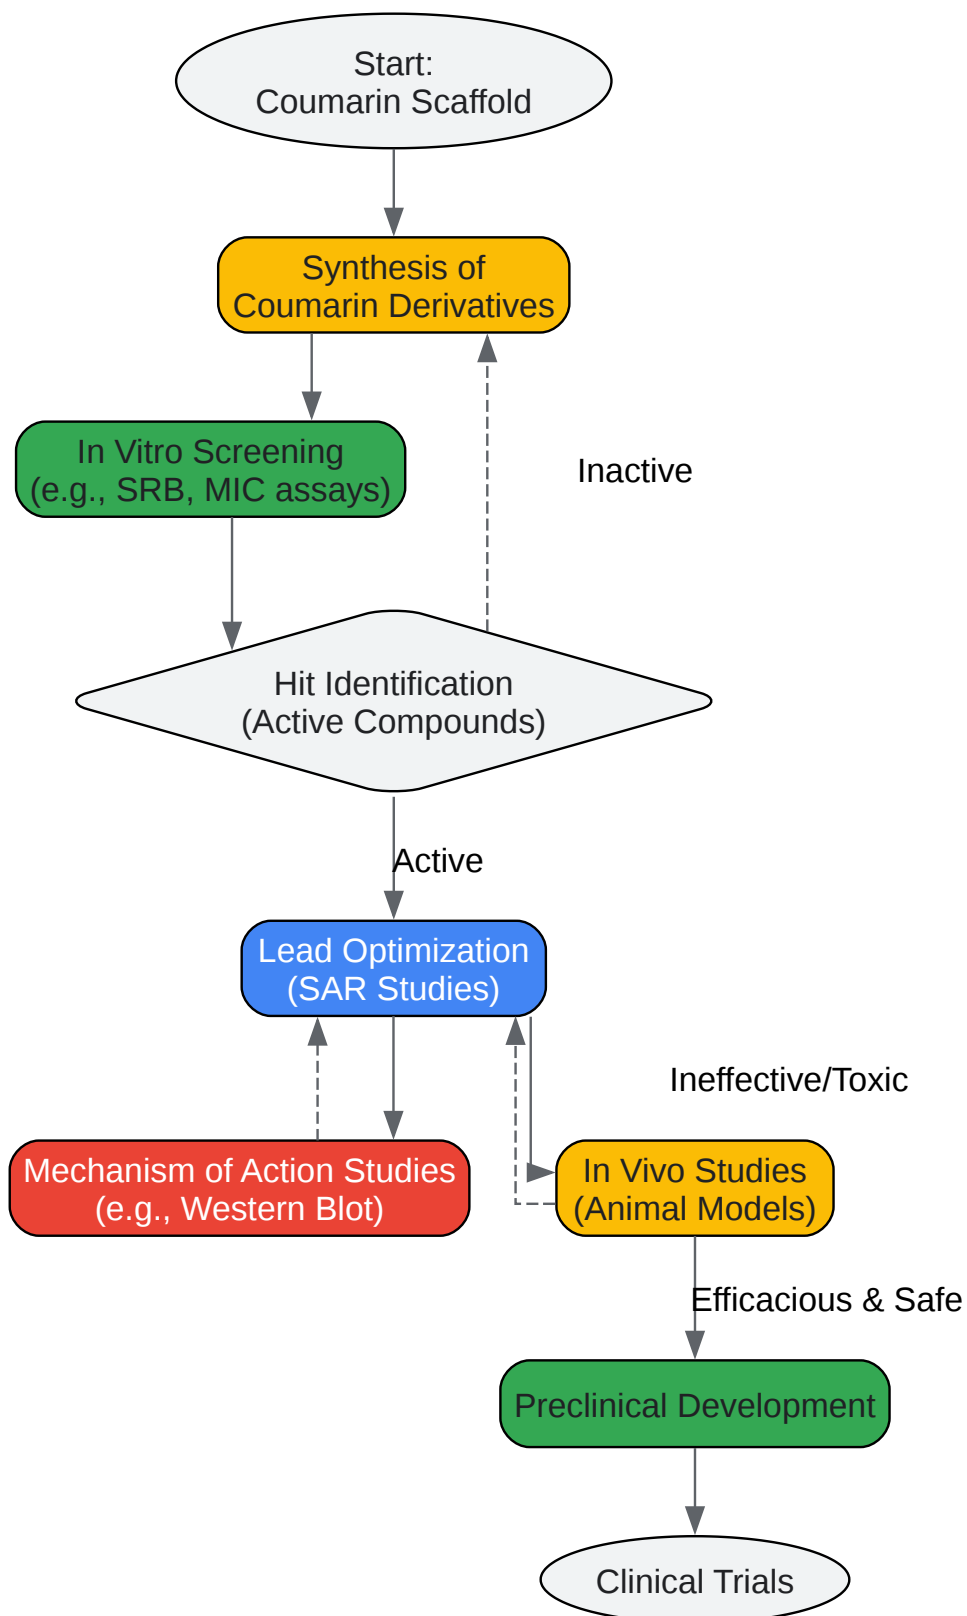 Start:
Coumarin Scaffold
Synthesis of
Coumarin Derivatives
In Vitro Screening
(e.g., SRB, MIC assays)
Inactive
Hit Identification
(Active Compounds)
Active
Lead Optimization
(SAR Studies)
Ineffective/Toxic
Mechanism of Action Studies
(e.g., Western Blot)
In Vivo Studies
(Animal Models)
Efficacious & Safe
Preclinical Development
Clinical Trials